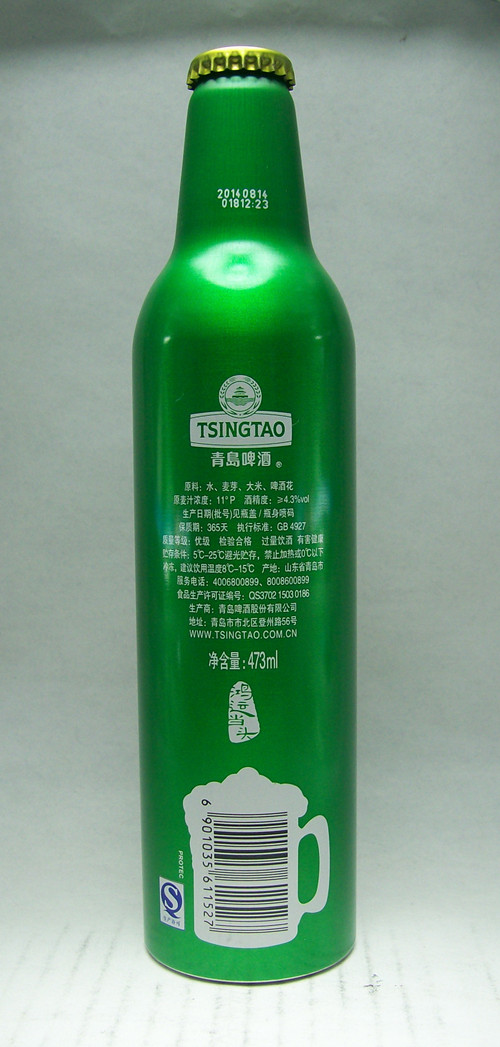 20140814
01812:23
TSINGTAO
青島啤酒®
原料：水、麦芽、大米、啤酒花
原麦汁浓度：11°P 酒精度：≥4.3%vol
生产日期(批号)见瓶盖/瓶身喷码
保质期：365天 执行标准：GB 4927
质量等级：优级 检验合格 过量饮酒 有害健康
贮存条件：5℃-25℃避光贮存，禁止加热或0℃以下
冷冻，建议饮用温度8℃-15℃ 产地：山东省青岛市
服务电话：4006800899、8008600899
食品生产许可证编号：QS3702 1503 0186
生产商：青岛啤酒股份有限公司
地址：青岛市市北区登州路56号
WWW.TSINGTAO.COM.CN
净含量：473ml
鸿运当头
PROTEC
QS
6 901035 611527